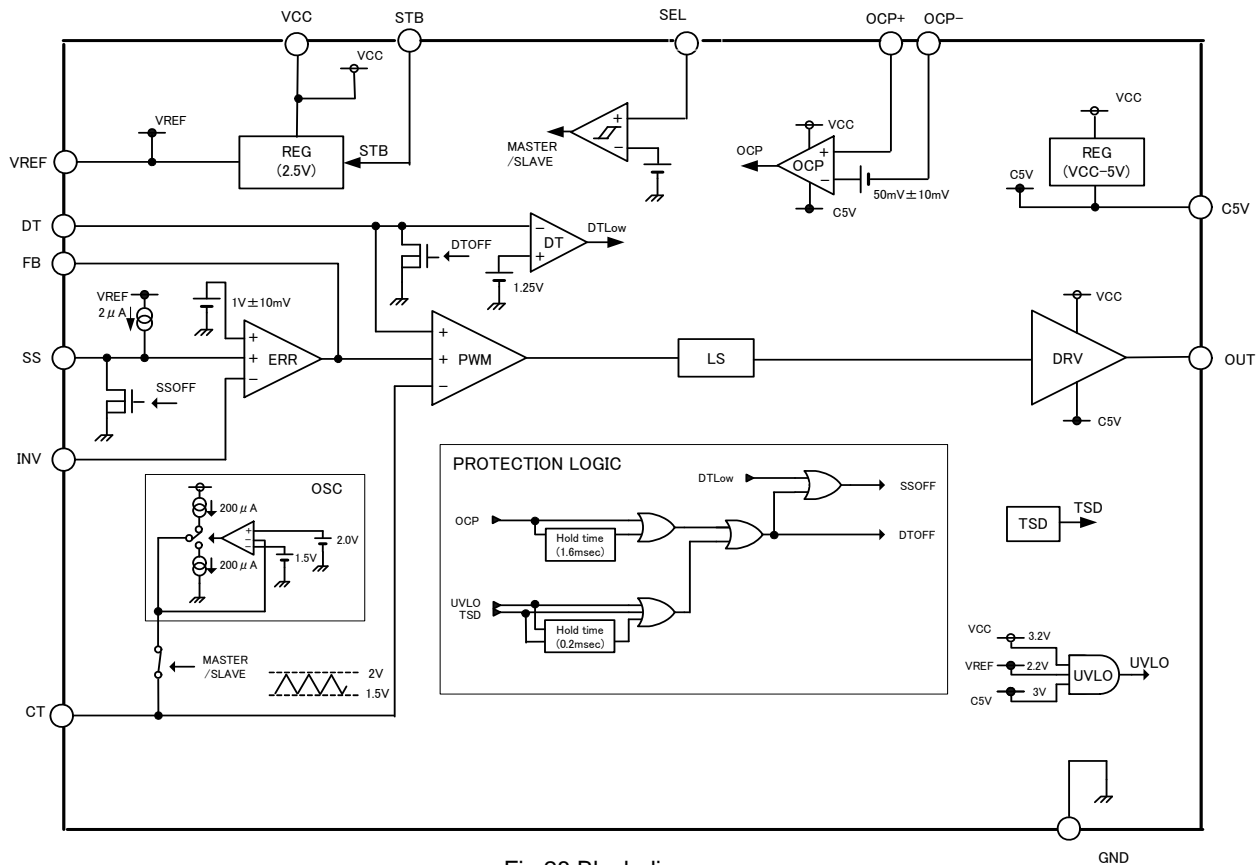 VCC
STB
SEL
OCP+
OCP-
VCC
VREF
REG
(2.5V)
STB
VREF
MASTER
/SLAVE
+
−
VCC
OCP
OCP
+
−
C5V
50mV±10mV
VCC
REG
(VCC-5V)
C5V
C5V
DT
DTOFF
−
DT
+
DTLow
1.25V
FB
VREF
2μA
1V±10mV
SS
+
+
−
ERR
SSOFF
+
+
−
PWM
LS
VCC
DRV
C5V
OUT
INV
OSC
200μA
200μA
+
−
−
2.0V
1.5V
MASTER
/SLAVE
2V
1.5V
CT
PROTECTION LOGIC
DTLow
SSOFF
OCP
Hold time
(1.6msec)
DTOFF
UVLO
TSD
Hold time
(0.2msec)
TSD
TSD
VCC
3.2V
VREF
2.2V
C5V
3V
UVLO
UVLO
GND